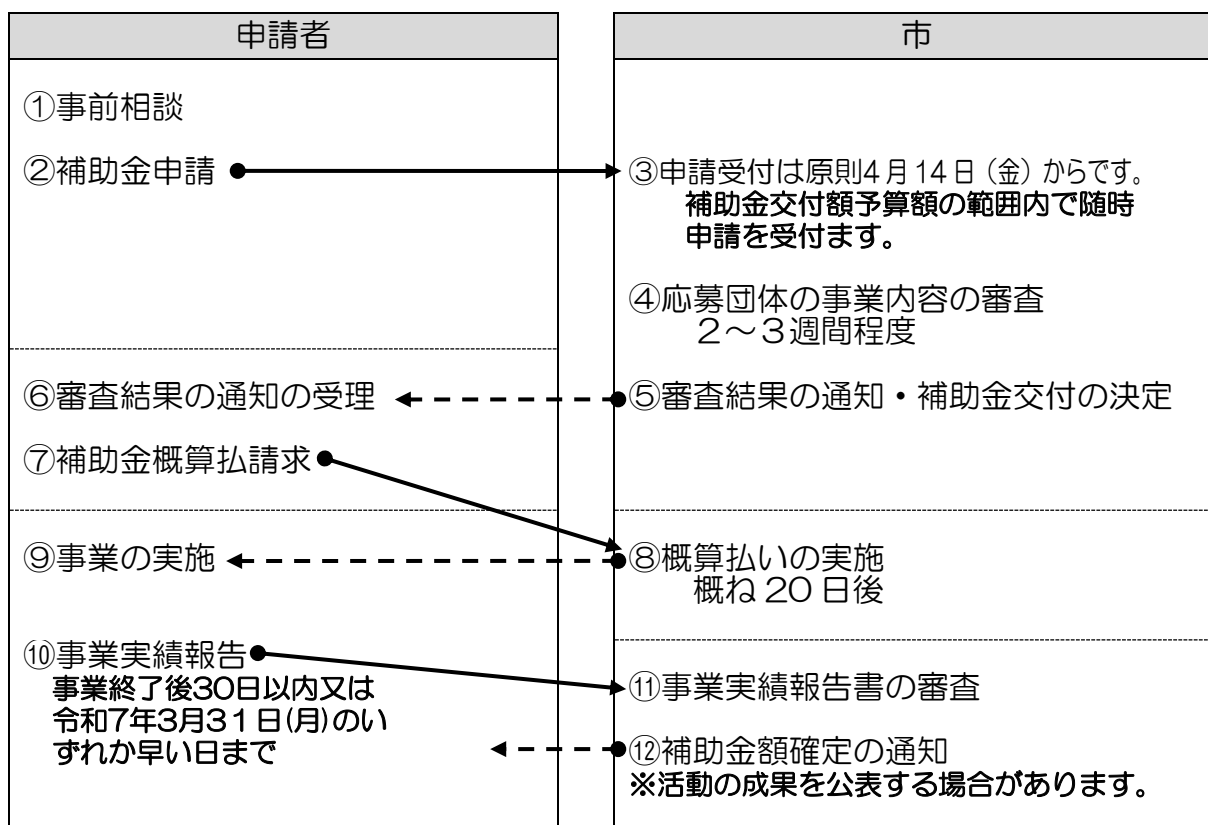 申請者
①事前相談
②補助金申請
⑥審査結果の通知の受理
⑦補助金概算払請求
⑨事業の実施
⑩事業実績報告
事業終了後30日以内又は
令和7年3月31日(月)のい
ずれか早い日まで
市
③申請受付は原則4月14日（金）からです。
補助金交付額予算額の範囲内で随時
申請を受付ます。
④応募団体の事業内容の審査
２～３週間程度
⑤審査結果の通知・補助金交付の決定
⑧概算払いの実施
概ね20日後
⑪事業実績報告書の審査
⑫補助金額確定の通知
※活動の成果を公表する場合があります。